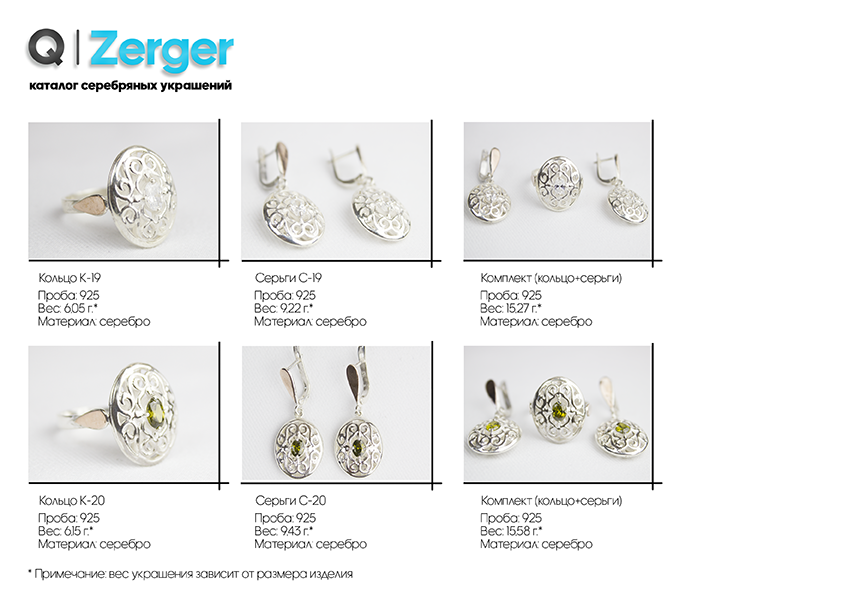 Q | Zerger
каталог серебряных украшений
Кольцо К-19
Проба: 925
Вес: 6,05 г.*
Материал: серебро
Серьги С-19
Проба: 925
Вес: 9,22 г.*
Материал: серебро
Комплект (кольцо+серьги)
Проба: 925
Вес: 15,27 г.*
Материал: серебро
Кольцо К-20
Проба: 925
Вес: 6,15 г.*
Материал: серебро
Серьги С-20
Проба: 925
Вес: 9,43 г.*
Материал: серебро
Комплект (кольцо+серьги)
Проба: 925
Вес: 15,58 г.*
Материал: серебро
* Примечание: вес украшения зависит от размера изделия